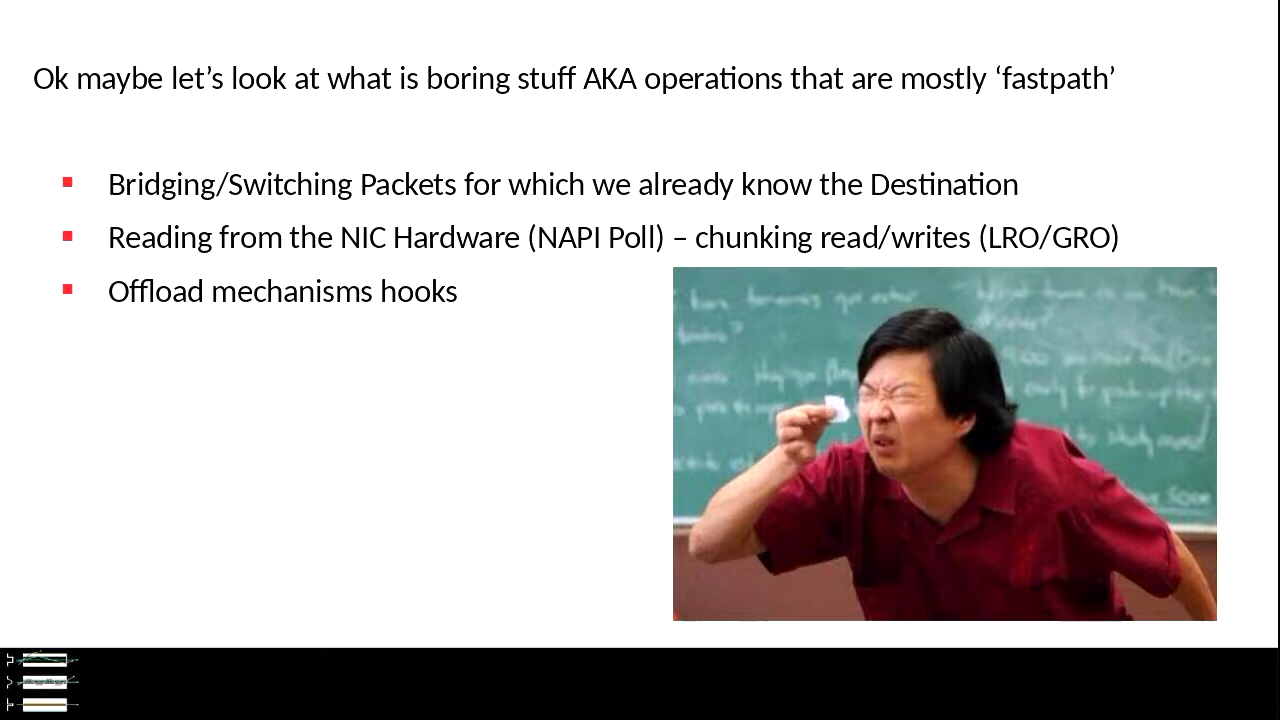 Ok maybe let’s look at what is boring stuff AKA operations that are mostly ‘fastpath’
Bridging/Switching Packets for which we already know the Destination
Reading from the NIC Hardware (NAPI Poll) – chunking read/writes (LRO/GRO)
Offload mechanisms hooks